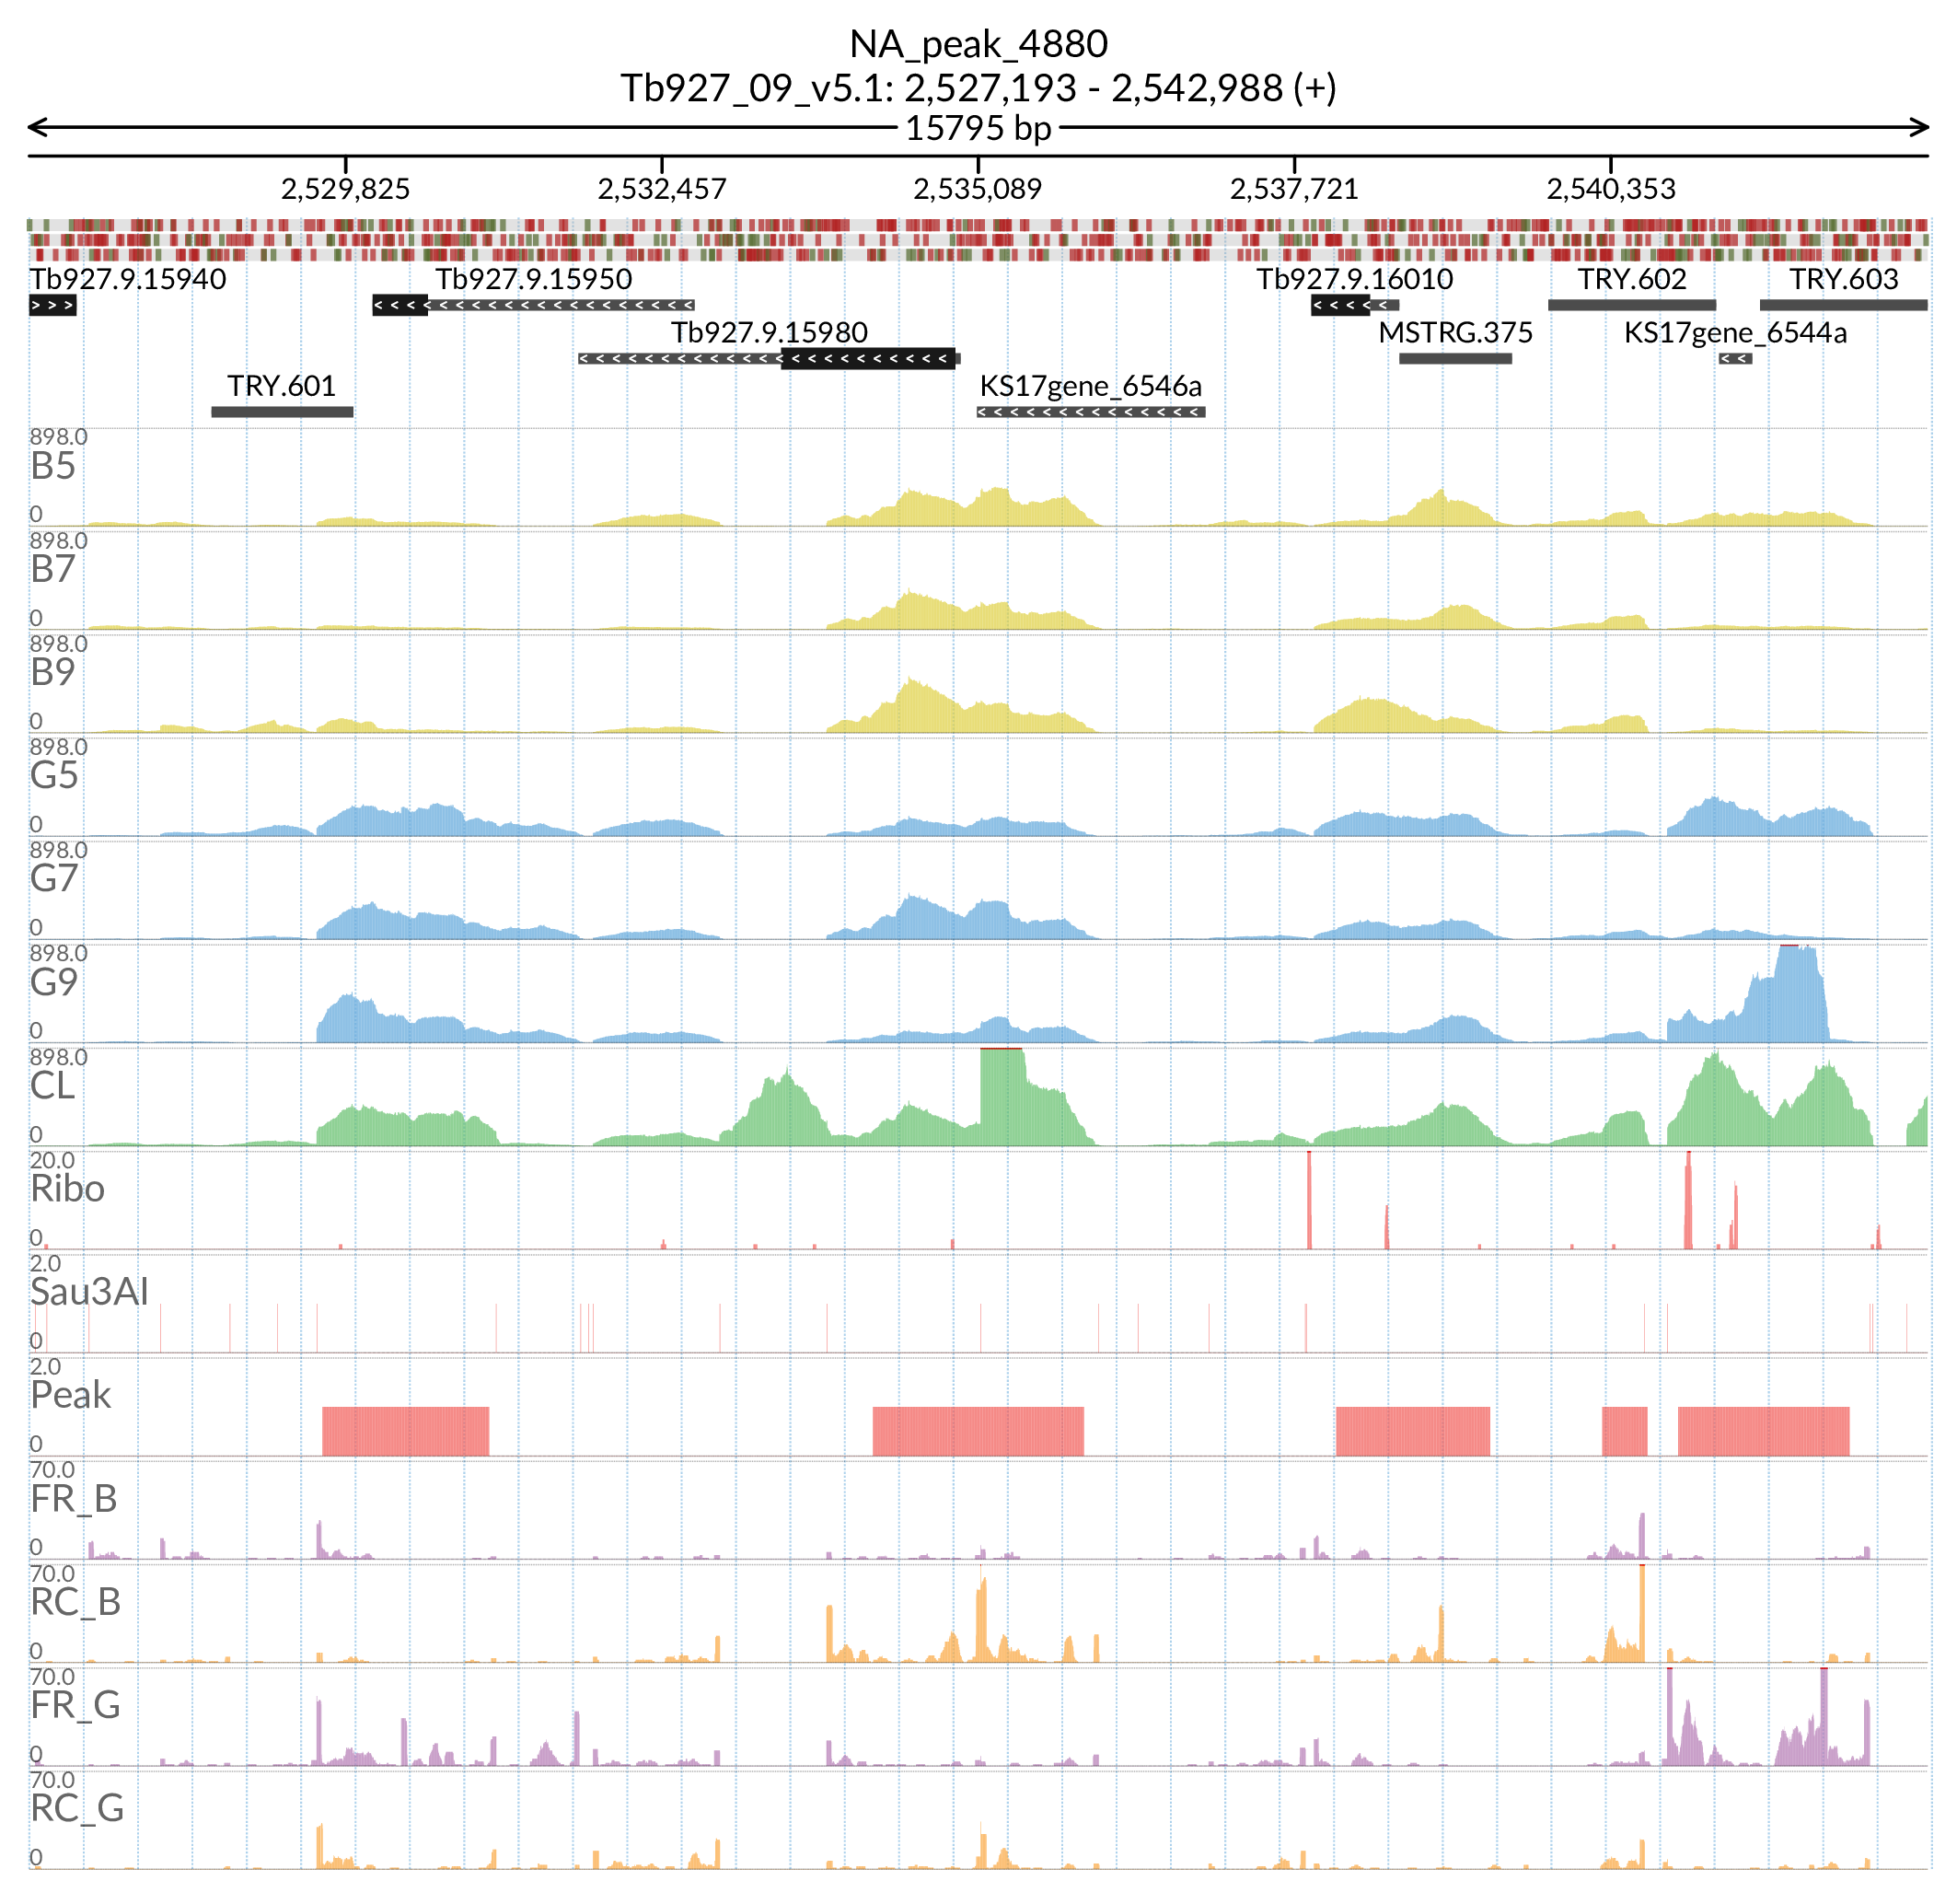 NA_peak_4880
Tb927_09_v5.1: 2,527,193 - 2,542,988 (+)
15795 bp
2,529,825 2,532,457 2,535,089 2,537,721 2,540,353
Tb927.9.15940 Tb927.9.15950 Tb927.9.16010 TRY.602 TRY.603
Tb927.9.15980 MSTRG.375 KS17gene_6544a
TRY.601 KS17gene_6546a
898.0
B5
0
898.0
B7
0
898.0
B9
0
898.0
G5
0
898.0
G7
0
898.0
G9
0
898.0
CL
0
20.0
Ribo
0
2.0
Sau3AI
0
2.0
Peak
0
70.0
FR_B
0
70.0
RC_B
0
70.0
FR_G
0
70.0
RC_G
0